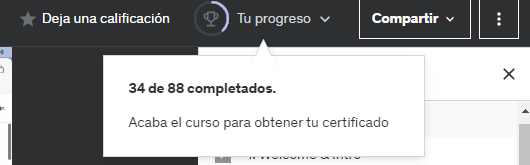 Deja una calificación
Tu progreso
Compartir
34 de 88 completados.
Acaba el curso para obtener tu certificado